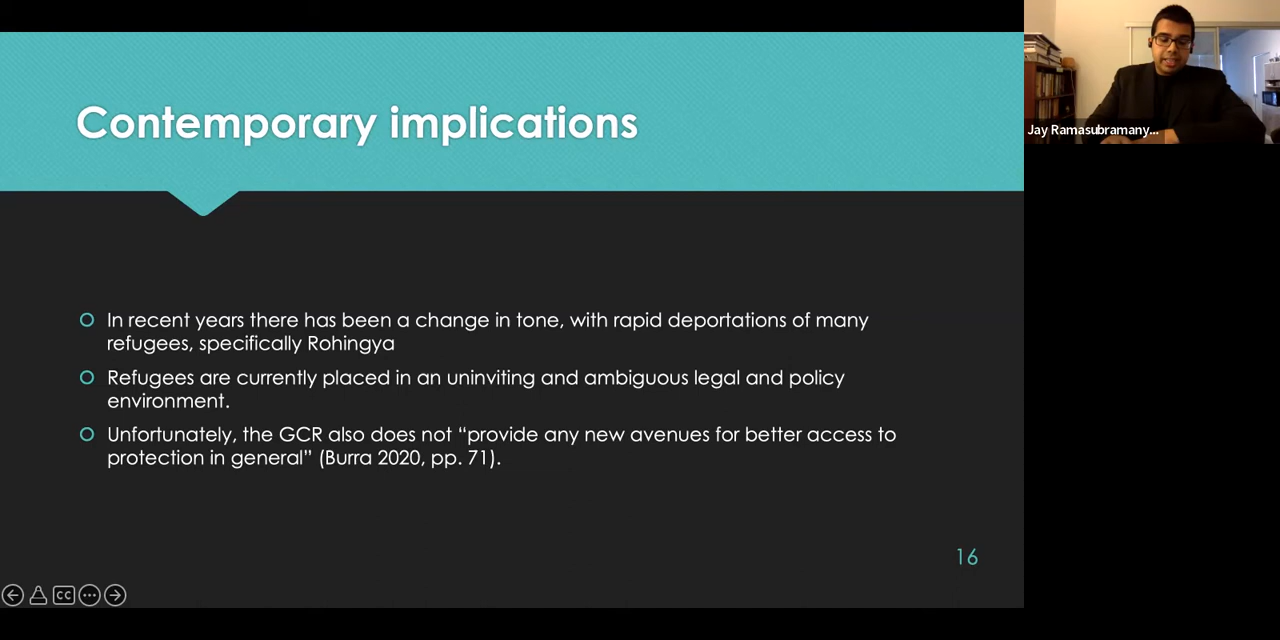 Contemporary implications
In recent years there has been a change in tone, with rapid deportations of many
refugees, specifically Rohingya
Refugees are currently placed in an uninviting and ambiguous legal and policy
environment.
Unfortunately, the GCR also does not “provide any new avenues for better access to
protection in general” (Burra 2020, pp. 71).
16
CC
Jay Ramasubramany...